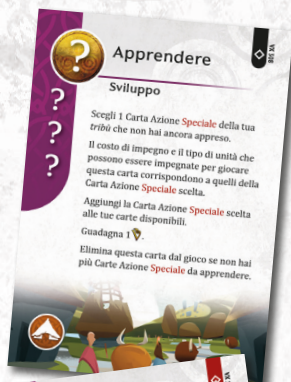 ?
Apprendere
Sviluppo
?
?
?
Scegli 1 Carta Azione Speciale della tua
tribù che non hai ancora appreso.
Il costo di impegno e il tipo di unità che
possono essere impegnate per giocare
questa carta corrispondono a quelli della
Carta Azione Speciale scelta.
Aggiungi la Carta Azione Speciale scelta
alle tue carte disponibili.
Guadagna 1 .
Elimina questa carta dal gioco se non hai
più Carte Azione Speciale da apprendere.